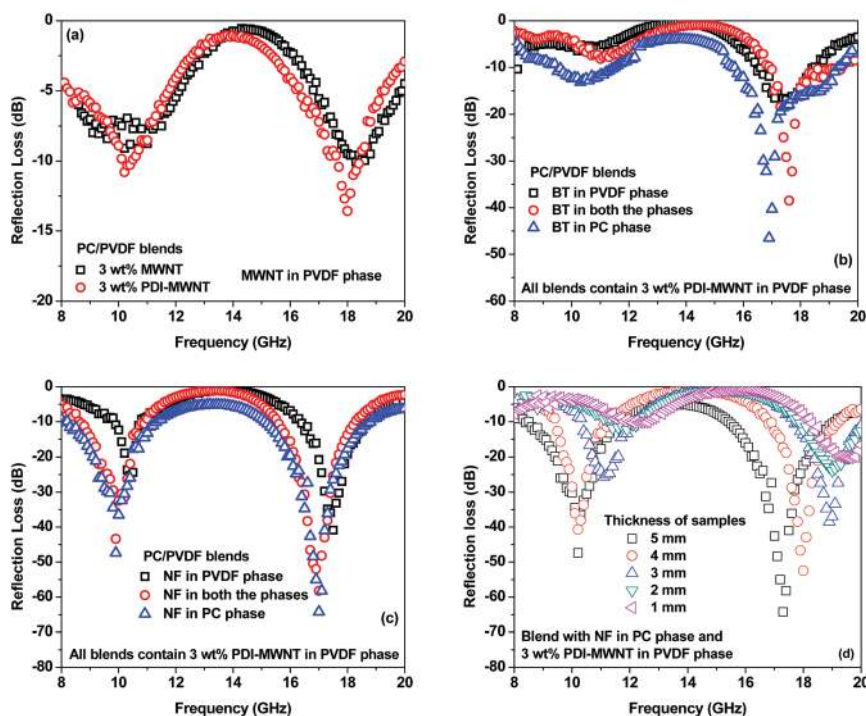 (a)
0
-5
-10
-15
-20
Reflection Loss (dB)
PC/PVDF blends
3 wt% MWNT
3 wt% PDI-MWNT
MWNT in PVDF phase
8 10 12 14 16 18 20
Frequency (GHz)
0
-10
-20
-30
-40
-50
-60
Reflection Loss (dB)
PC/PVDF blends
BT in PVDF phase
BT in both the phases
BT in PC phase
(b)
All blends contain 3 wt% PDI-MWNT in PVDF phase
8 10 12 14 16 18 20
Frequency (GHz)
0
-10
-20
-30
-40
-50
-60
-70
-80
Reflection Loss (dB)
PC/PVDF blends
NF in PVDF phase
NF in both the phases
NF in PC phase
(c)
All blends contain 3 wt% PDI-MWNT in PVDF phase
8 10 12 14 16 18 20
Frequency (GHz)
0
-10
-20
-30
-40
-50
-60
-70
-80
Reflection loss (dB)
Thickness of samples
5 mm
4 mm
3 mm
2 mm
1 mm
Blend with NF in PC phase and
3 wt% PDI-MWNT in PVDF phase
(d)
8 10 12 14 16 18 20
Frequency (GHz)